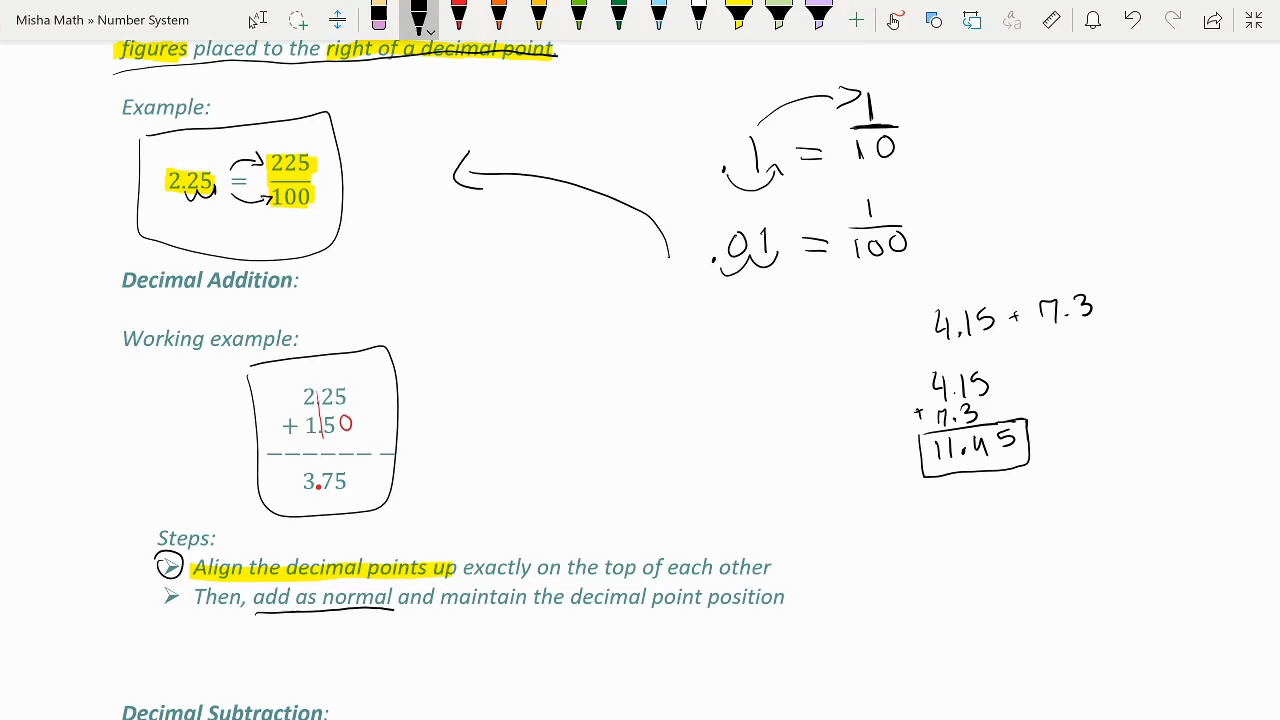 Misha Math » Number System
figures placed to the right of a decimal point
Example:
2.25 = 225/100
.1 = 1/10
.01 = 1/100
Decimal Addition:
Working example:
2.25
+ 1.50
3.75
4.15 + 7.3
4.15
+ 7.3
11.45
Steps:
➢ Align the decimal points up exactly on the top of each other
➢ Then, add as normal and maintain the decimal point position
Decimal Subtraction: